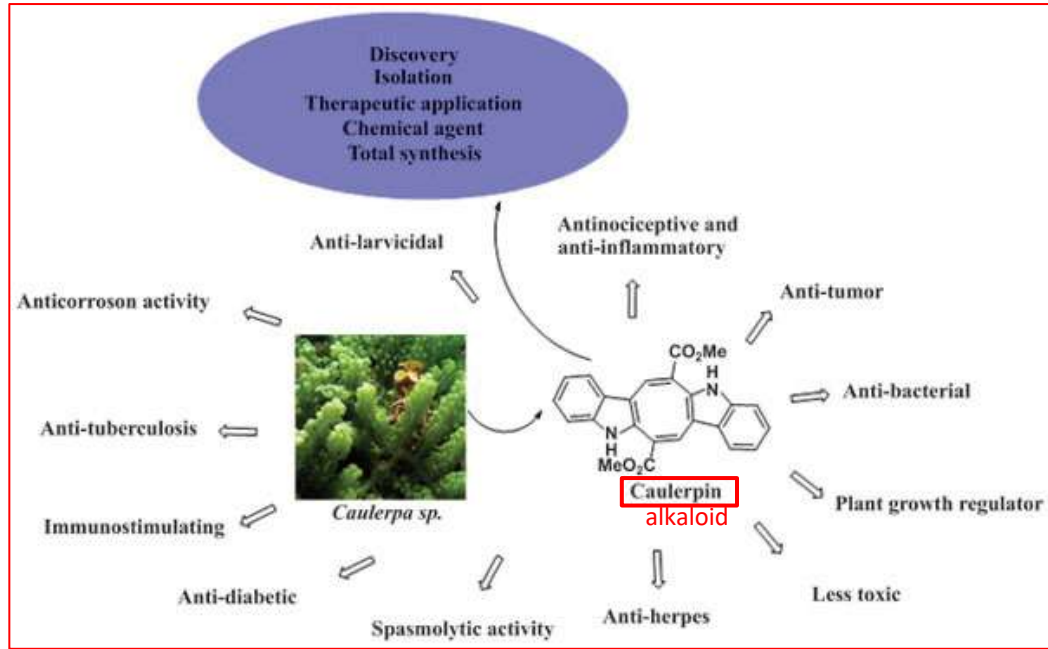 Discovery
Isolation
Therapeutic application
Chemical agent
Total synthesis
Anti-larvicidal
Antinociceptive and
anti-inflammatory
Anticorroson activity
Anti-tumor
CO2Me
H
N
Anti-bacterial
Anti-tuberculosis
N
H
MeO2C
Caulerpin
alkaloid
Caulerpa sp.
Plant growth regulator
Immunostimulating
Anti-diabetic
Less toxic
Spasmolytic activity
Anti-herpes